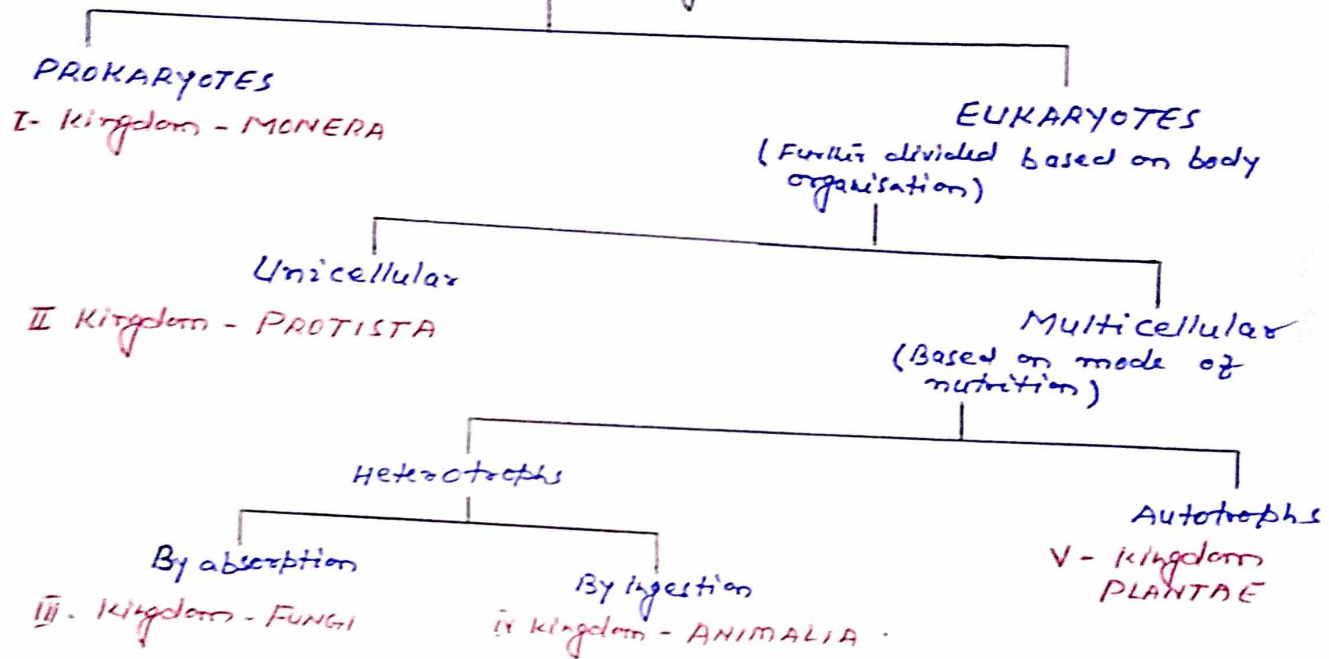 PROKARYOTES
I- Kingdom - MONERA
EUKARYOTES
(Further divided based on body
organisation)
Unicellular
II Kingdom - PROTISTA
Multicellular
(Based on mode of
nutrition)
Heterotrophs
Autotrophs
V - Kingdom
PLANTAE
By absorption
III. Kingdom - FUNGI
By ingestion
iv Kingdom - ANIMALIA.